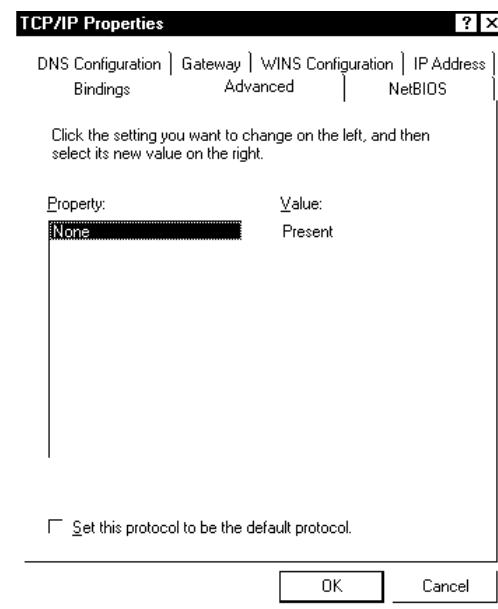 TCP/IP Properties ? ×
DNS Configuration Gateway WINS Configuration IP Address
Bindings Advanced NetBIOS
Click the setting you want to change on the left, and then
select its new value on the right.
Property: Value:
None Present
Set this protocol to be the default protocol.
OK Cancel